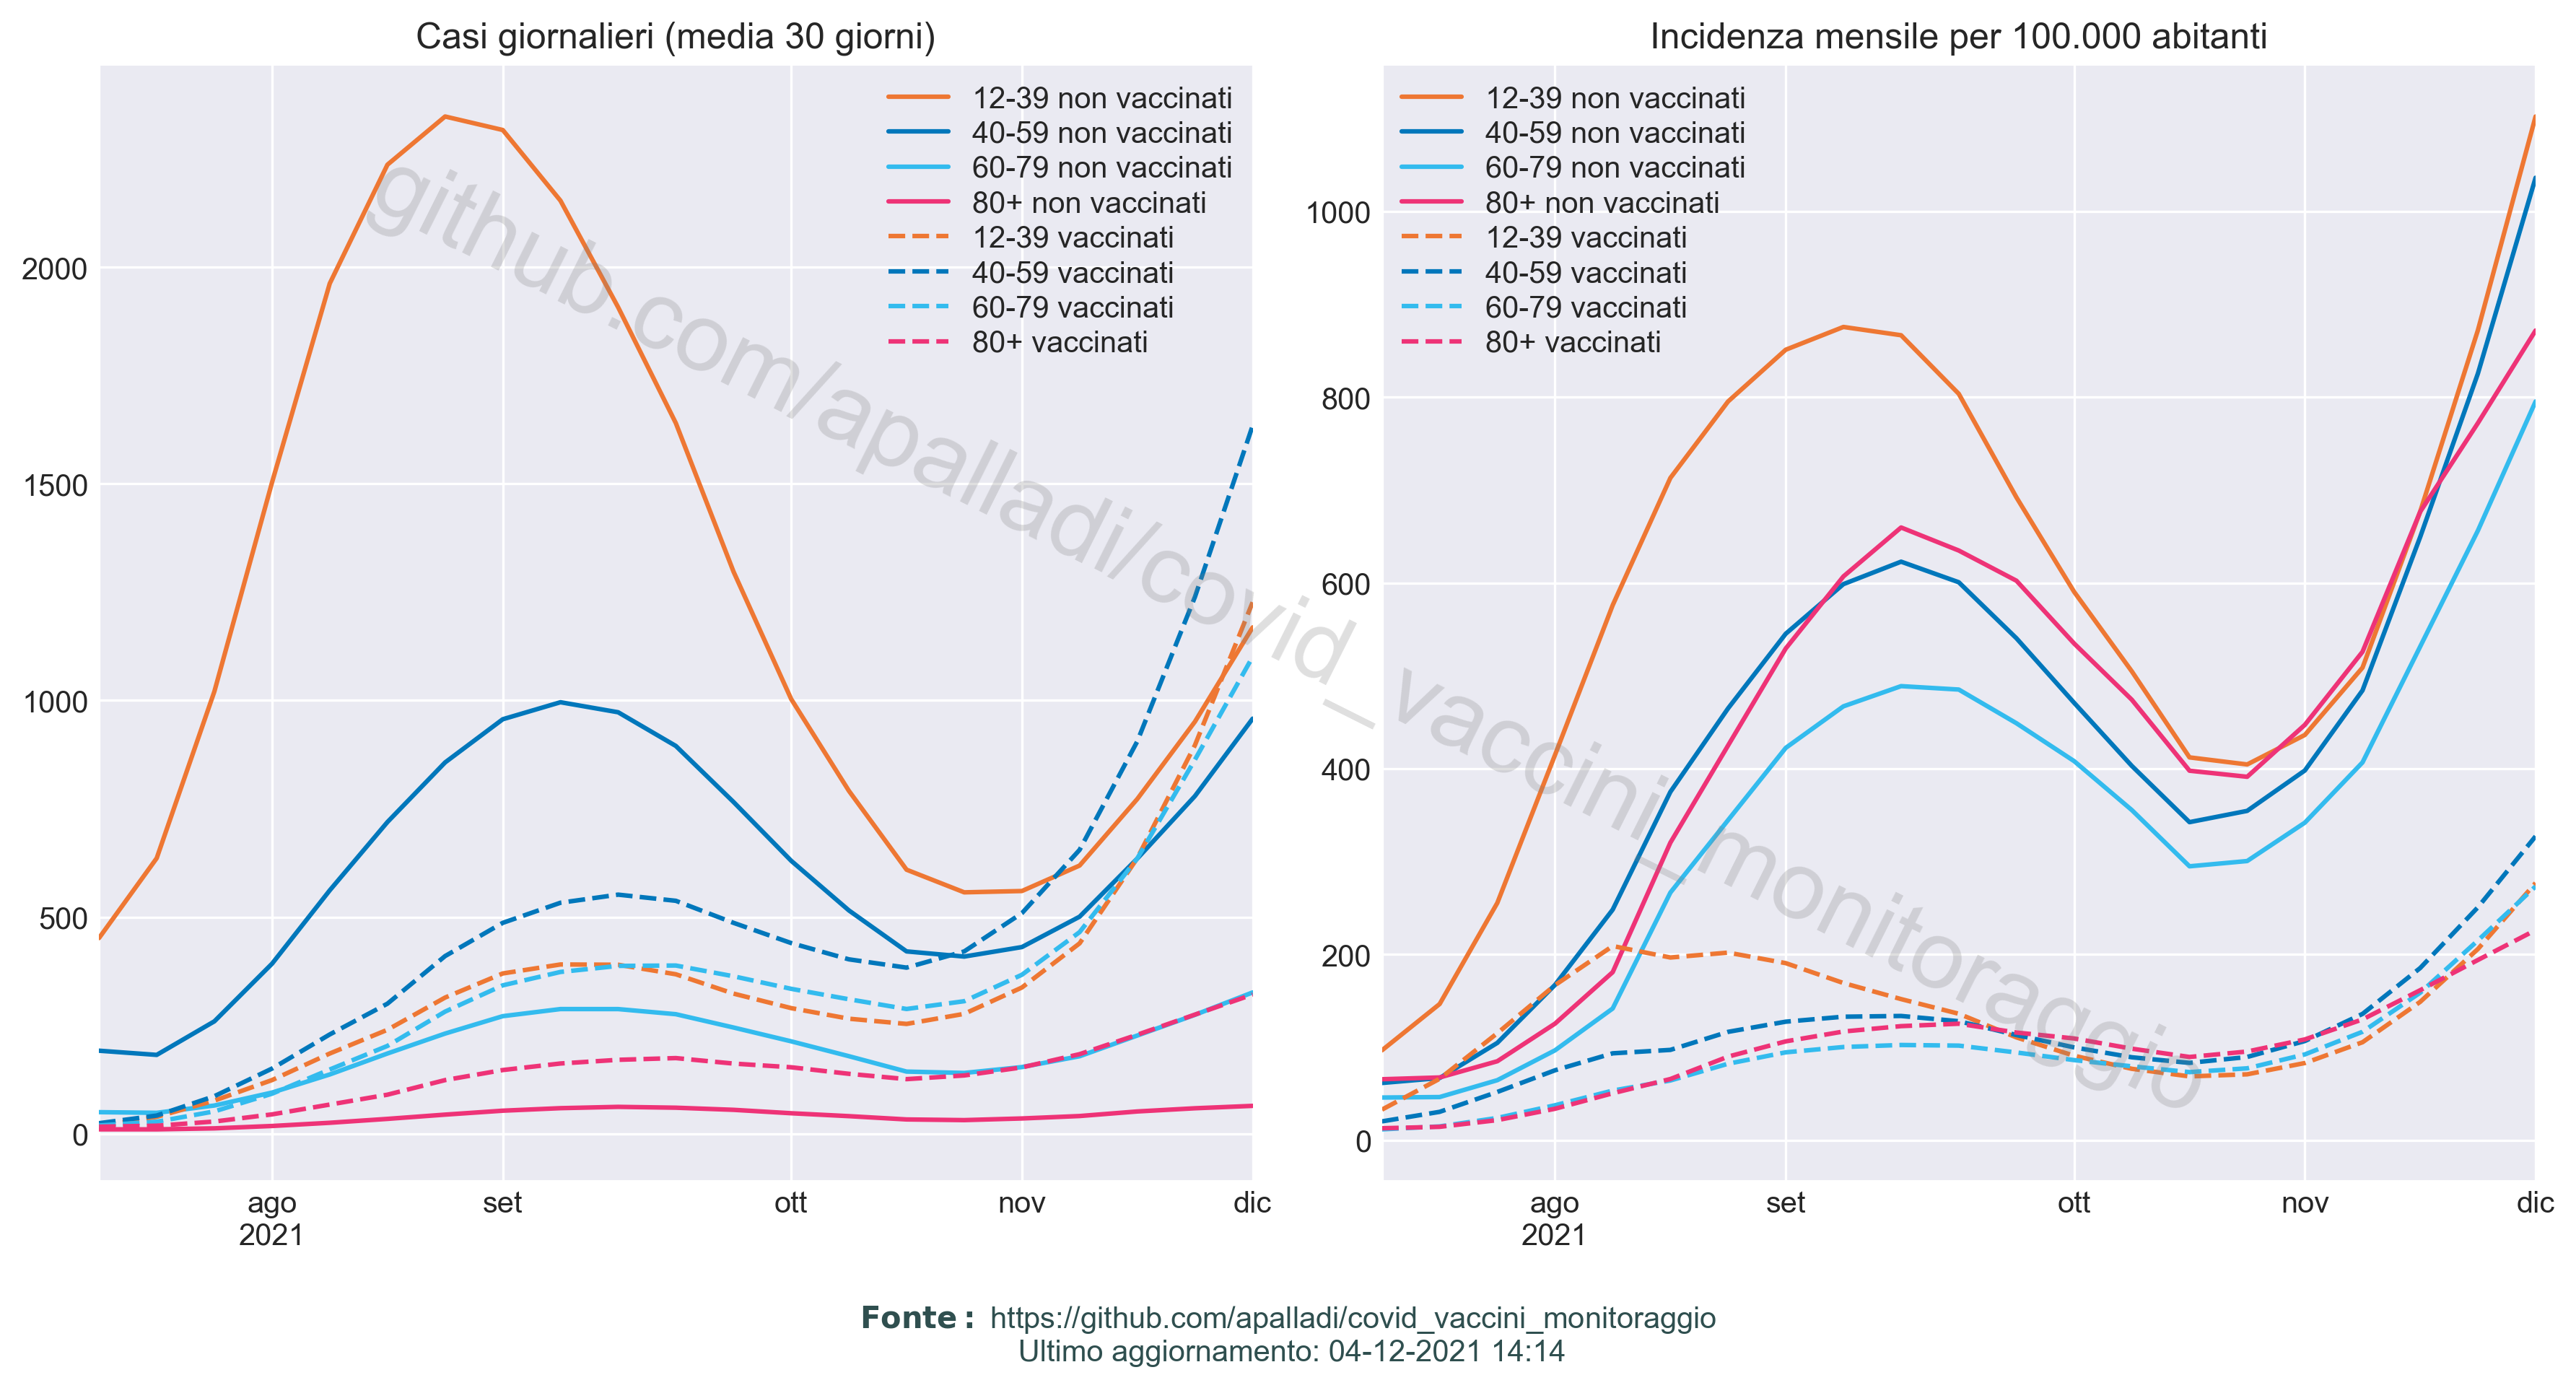 Casi giornalieri (media 30 giorni)
2000
1500
1000
500
0
ago
2021
set
ott
nov
dic
12-39 non vaccinati
40-59 non vaccinati
60-79 non vaccinati
80+ non vaccinati
12-39 vaccinati
40-59 vaccinati
60-79 vaccinati
80+ vaccinati
Incidenza mensile per 100.000 abitanti
1000
800
600
400
200
0
ago
2021
set
ott
nov
dic
12-39 non vaccinati
40-59 non vaccinati
60-79 non vaccinati
80+ non vaccinati
12-39 vaccinati
40-59 vaccinati
60-79 vaccinati
80+ vaccinati
github.com/apalladi/covid_vaccini_monitoraggio
Fonte: https://github.com/apalladi/covid_vaccini_monitoraggio
Ultimo aggiornamento: 04-12-2021 14:14